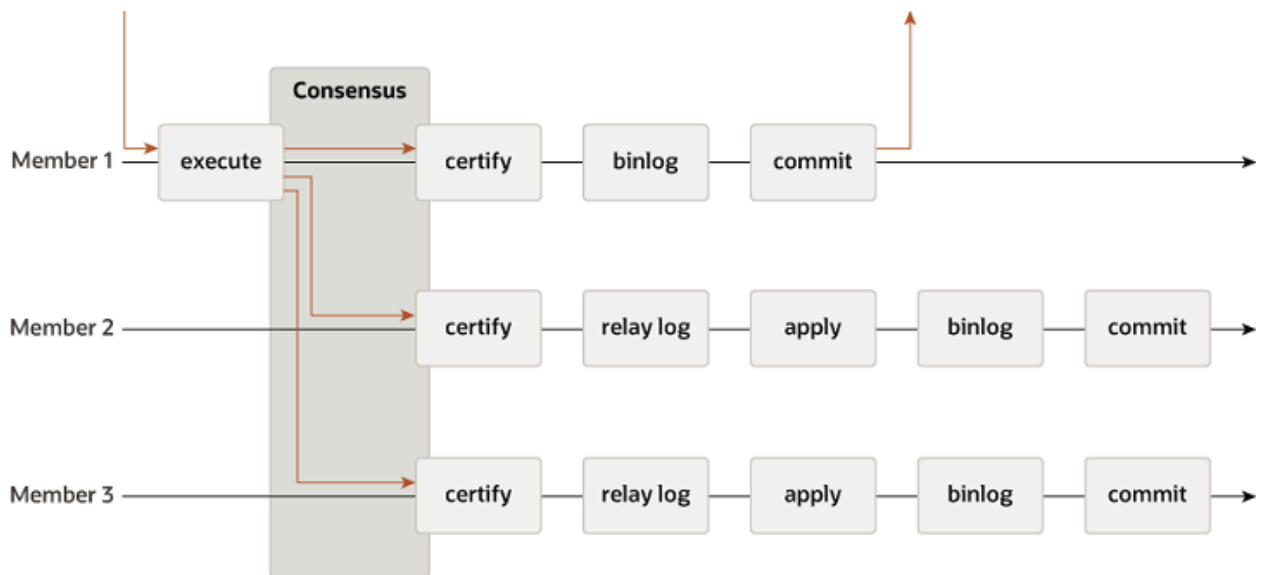 Consensus
Member 1 execute certify binlog commit
Member 2 certify relay log apply binlog commit
Member 3 certify relay log apply binlog commit